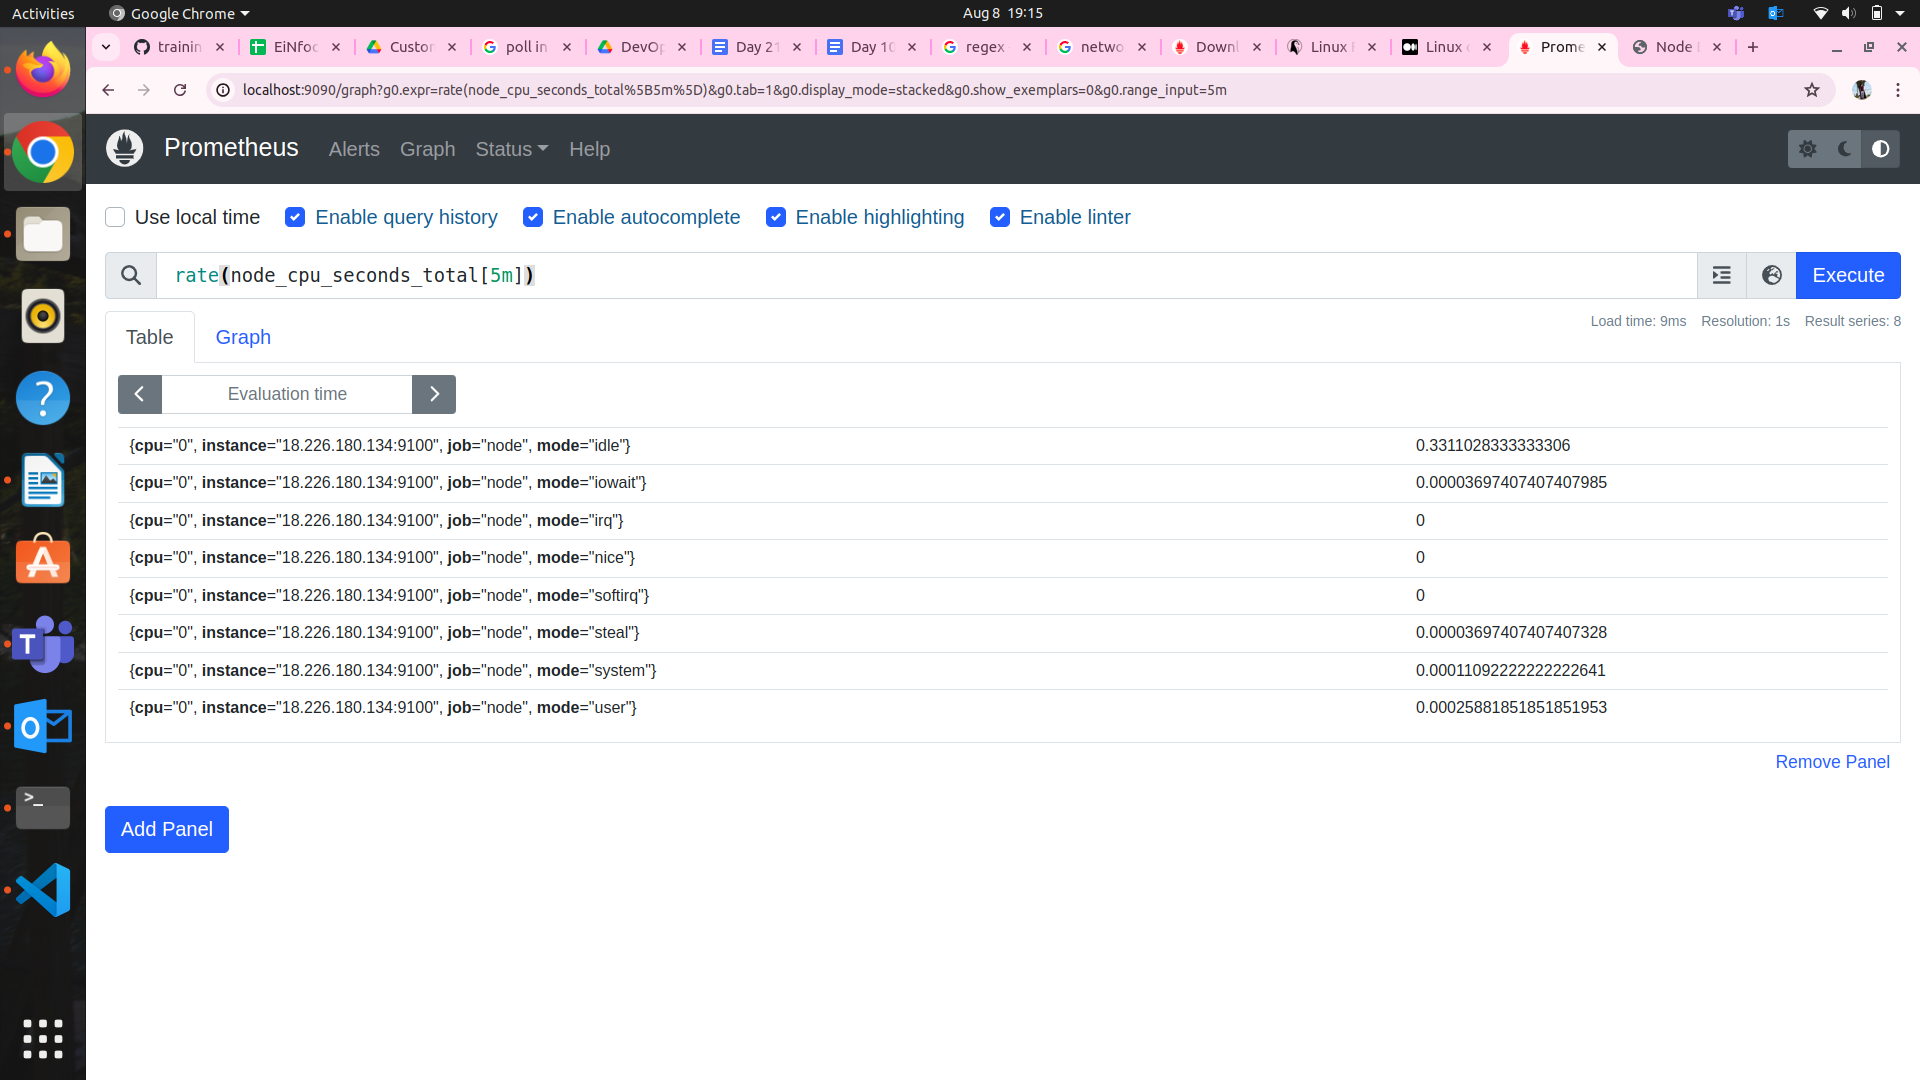 Activities Google Chrome Aug 8 19:15
trainin EiNfoc Custor poll in DevOp Day 21 Day 10 regex netwo Downl Linux Linux Prome Node
localhost:9090/graph?g0.expr=rate(node_cpu_seconds_total%5B5m%5D)&g0.tab=1&g0.display_mode=stacked&g0.show_exemplars=0&g0.range_input=5m
Prometheus Alerts Graph Status Help
Use local time Enable query history Enable autocomplete Enable highlighting Enable linter
rate(node_cpu_seconds_total[5m]) Execute
Table Graph Load time: 9ms Resolution: 1s Result series: 8
Evaluation time
{cpu="0", instance="18.226.180.134:9100", job="node", mode="idle"} 0.3311028333333306
{cpu="0", instance="18.226.180.134:9100", job="node", mode="iowait"} 0.00003697407407407985
{cpu="0", instance="18.226.180.134:9100", job="node", mode="irq"} 0
{cpu="0", instance="18.226.180.134:9100", job="node", mode="nice"} 0
{cpu="0", instance="18.226.180.134:9100", job="node", mode="softirq"} 0
{cpu="0", instance="18.226.180.134:9100", job="node", mode="steal"} 0.00003697407407407328
{cpu="0", instance="18.226.180.134:9100", job="node", mode="system"} 0.00011092222222222641
{cpu="0", instance="18.226.180.134:9100", job="node", mode="user"} 0.00025881851851851953
Remove Panel
Add Panel